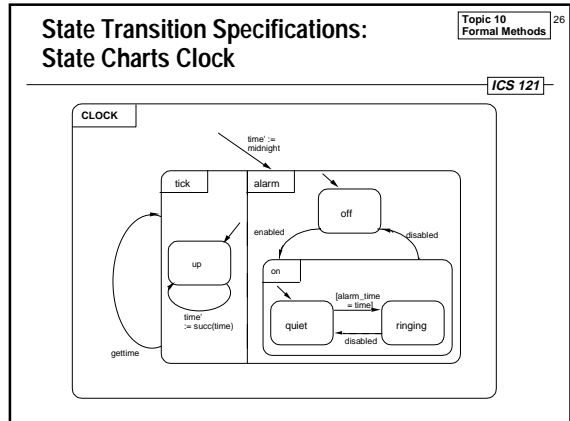 State Transition Specifications:
State Charts Clock
Topic 10
Formal Methods
26
ICS 121
CLOCK
time' :=
midnight
tick
alarm
off
enabled
disabled
up
on
[alarm_time
= time]
quiet
ringing
disabled
time'
:= succ(time)
gettime